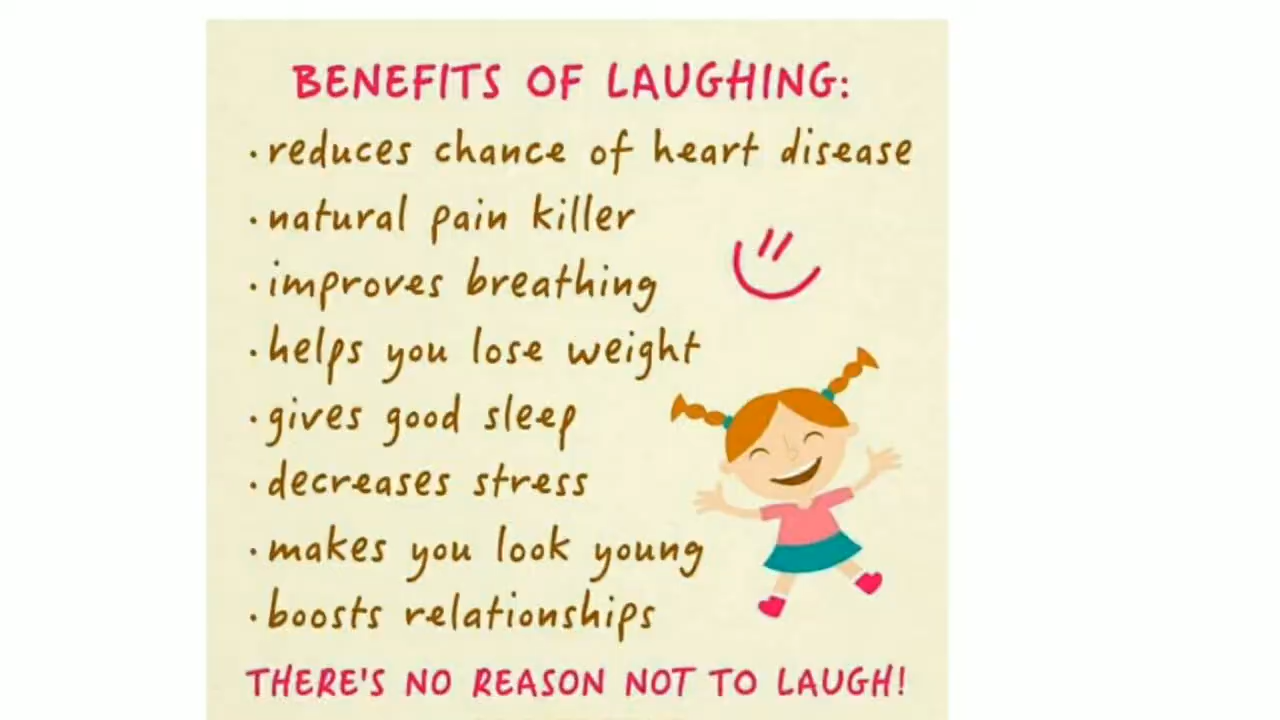 BENEFITS OF LAUGHING:
• reduces chance of heart disease
• natural pain killer
• improves breathing
• helps you lose weight
• gives good sleep
• decreases stress
• makes you look young
• boosts relationships
THERE'S NO REASON NOT TO LAUGH!